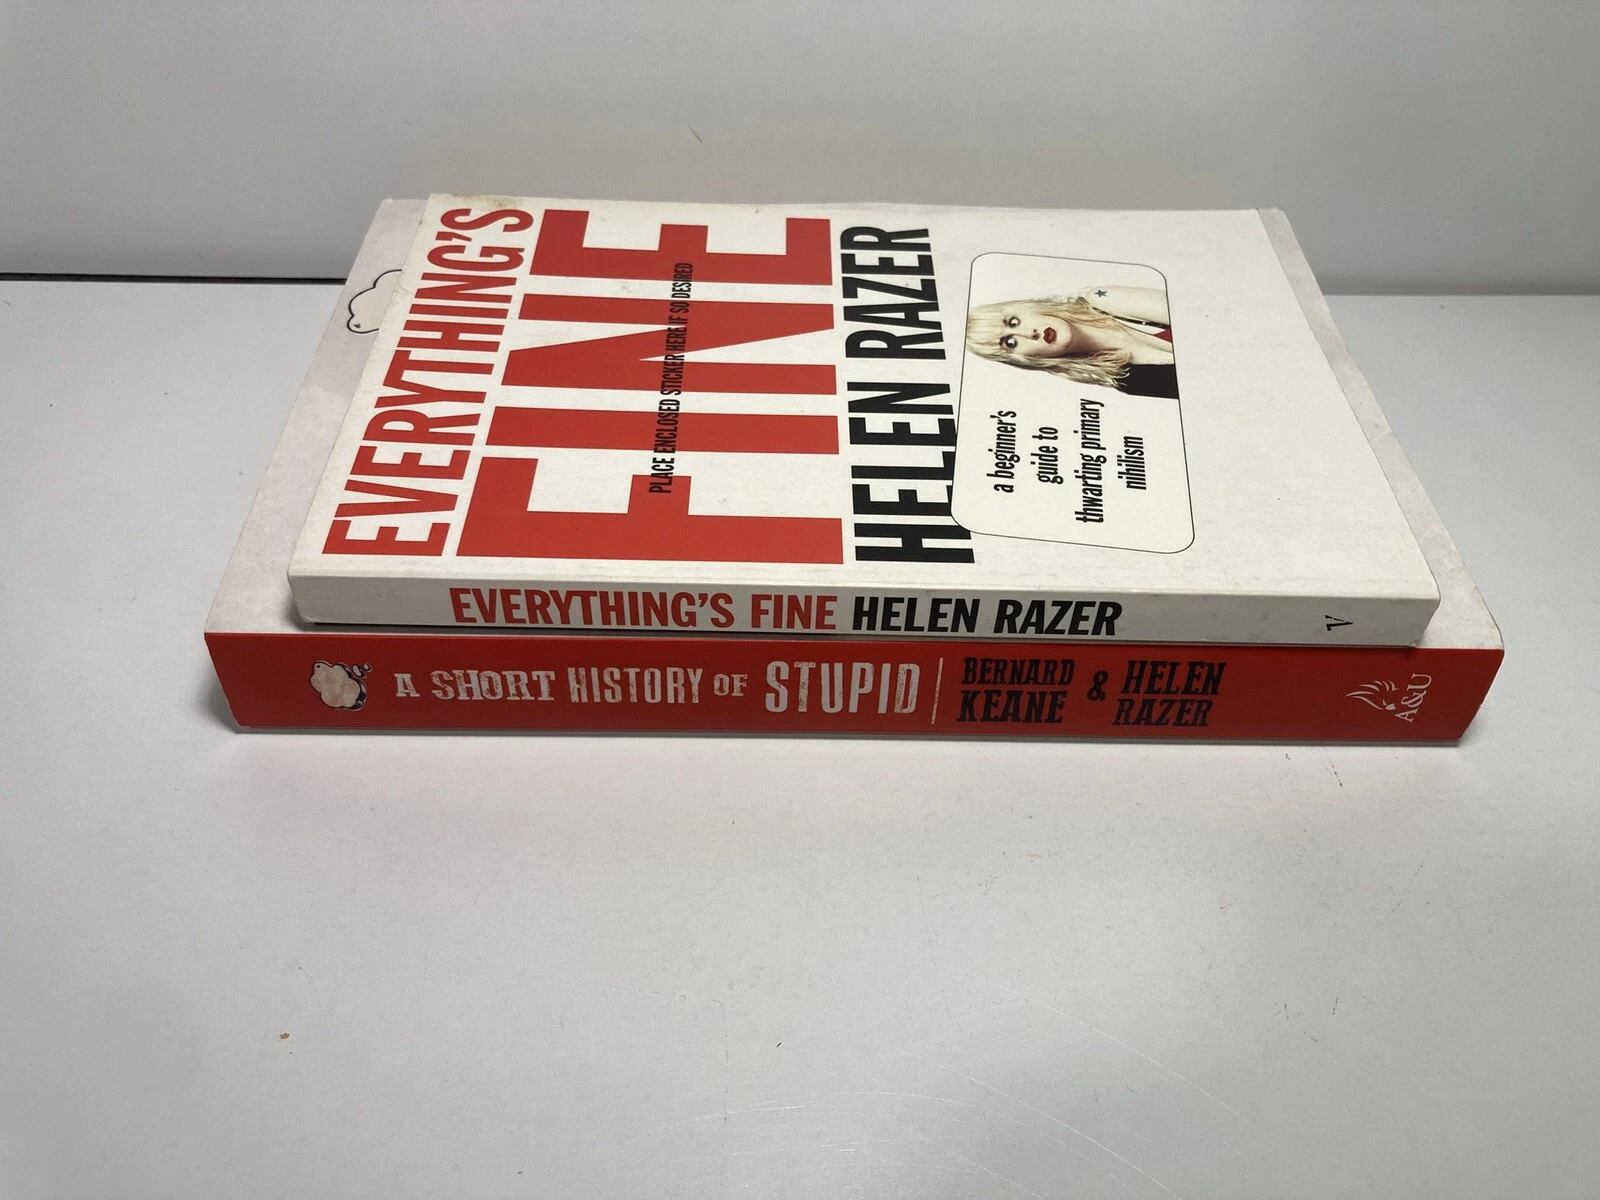 EVERYTHING'S
FINE
PLACE ENCLOSED STICKER HERE IF SO DESIRED
HELEN RAZER
a beginner's
guide to
thwarting primary
nihilism
EVERYTHING'S FINE HELEN RAZER V
A SHORT HISTORY OF STUPID
BERNARD
KEANE
&
HELEN
RAZER
A&U